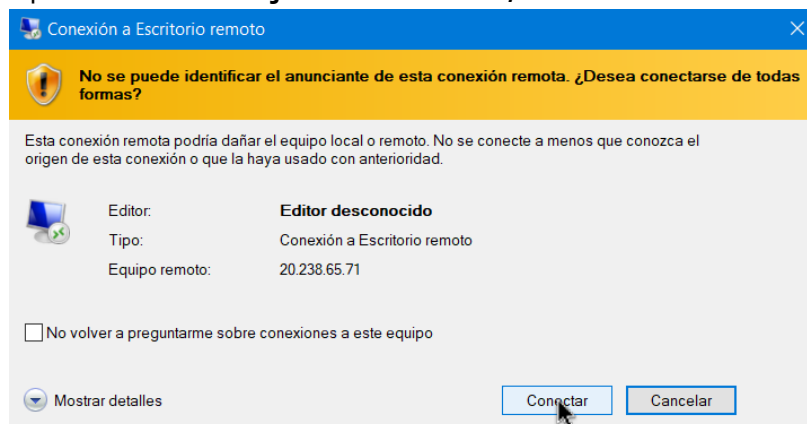 Conexión a Escritorio remoto
No se puede identificar el anunciante de esta conexión remota. ¿Desea conectarse de todas
formas?
Esta conexión remota podría dañar el equipo local o remoto. No se conecte a menos que conozca el
origen de esta conexión o que la haya usado con anterioridad.
Editor: Editor desconocido
Tipo: Conexión a Escritorio remoto
Equipo remoto: 20.238.65.71
No volver a preguntarme sobre conexiones a este equipo
Mostrar detalles Conectar Cancelar